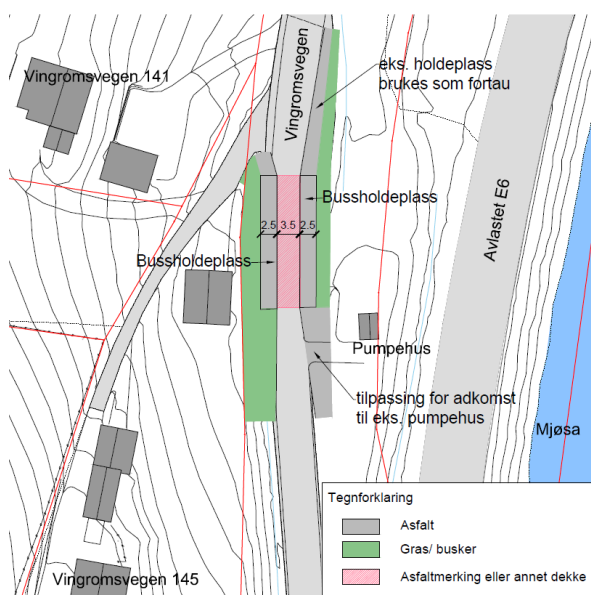 Vingromsvegen 141
Vingromsvegen
eks. holdeplass
brukes som fortau
Bussholdeplass
2.5 3.5 2.5
Bussholdeplass
Avlastet E6
Pumpehus
tilpassing for adkomst
til eks. pumpehus
Mjøsa
Vingromsvegen 145
Tegnforklaring
Asfalt
Gras/ busker
Asfaltmerking eller annet dekke